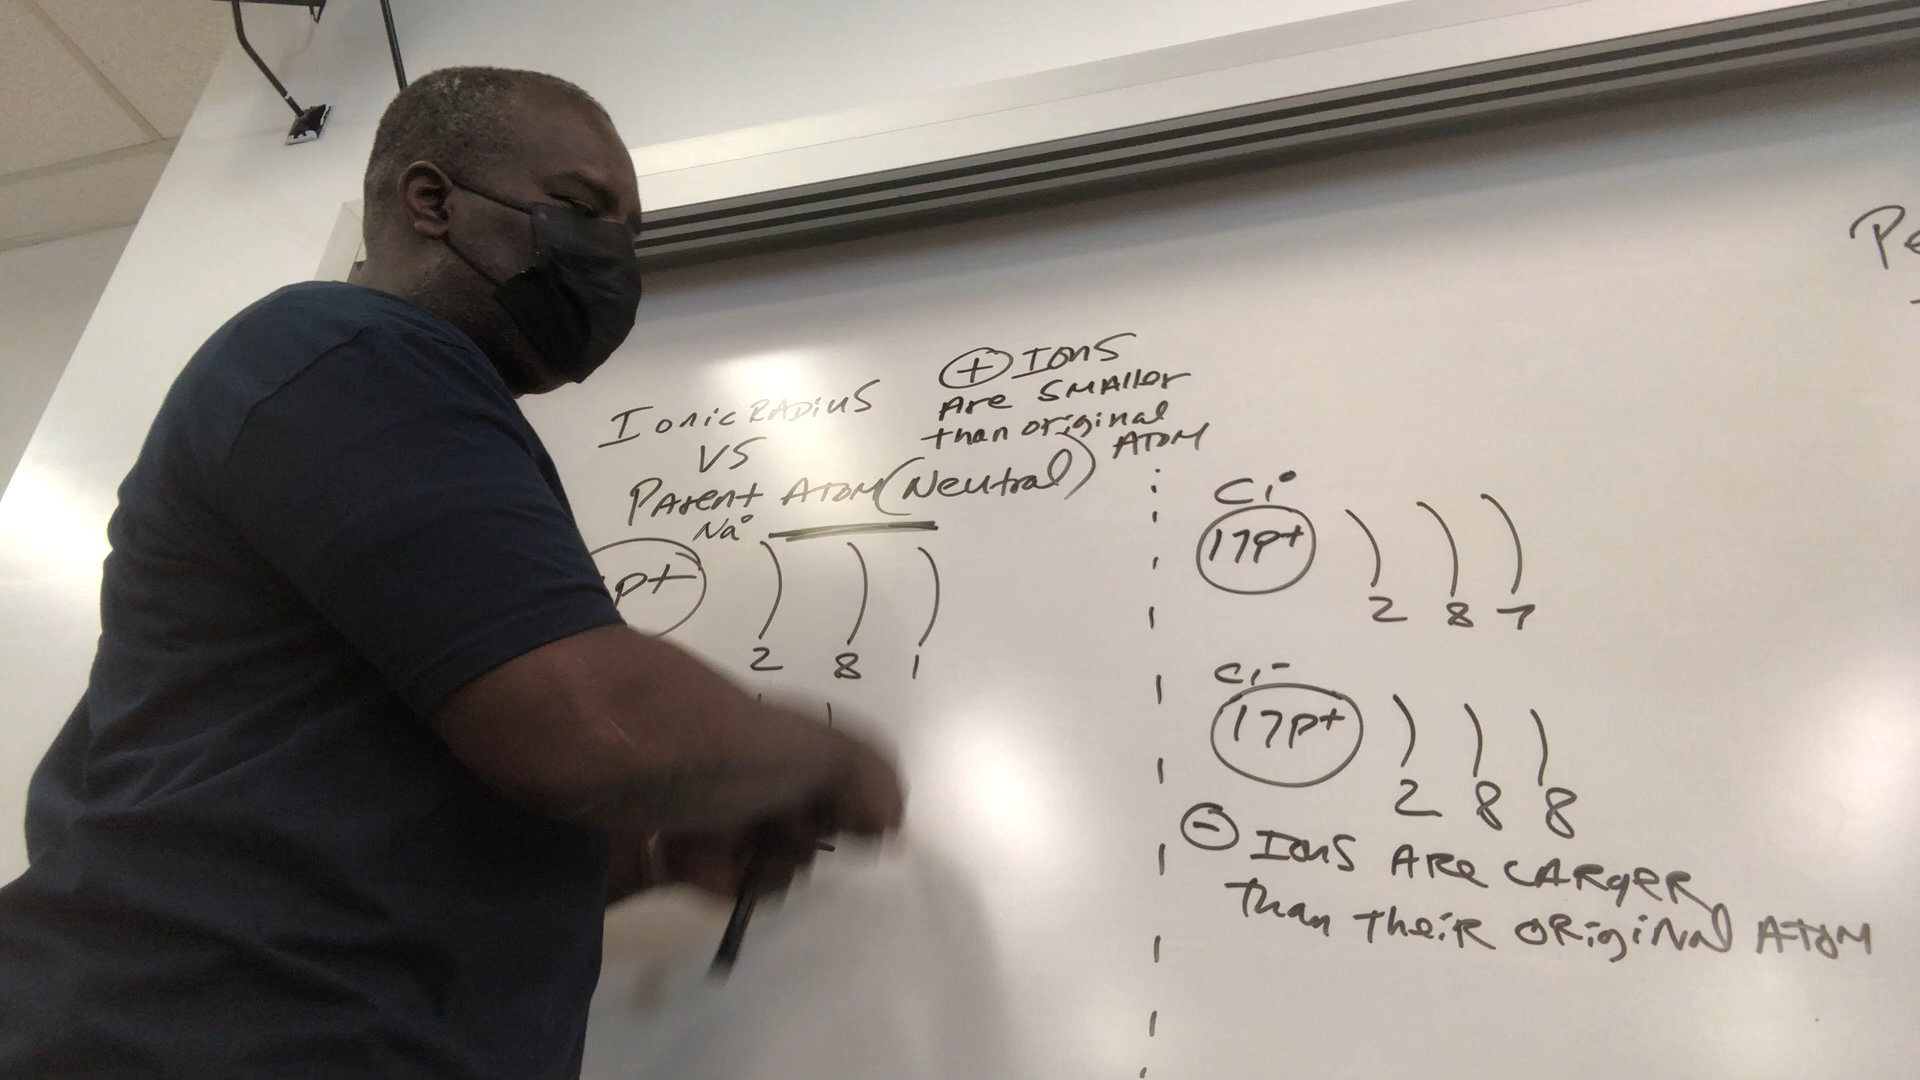 Ionic RADIUS
VS
Parent ATOM (Neutral)
⊕ IONS
Are SMAller
than original
ATOM
Na°
p+
2 8 1
Cl°
17p+
2 8 7
Cl-
17p+
2 8 8
⊖ IONS ARe LARgeR
Than TheiR ORigiNal ATOM
Pe